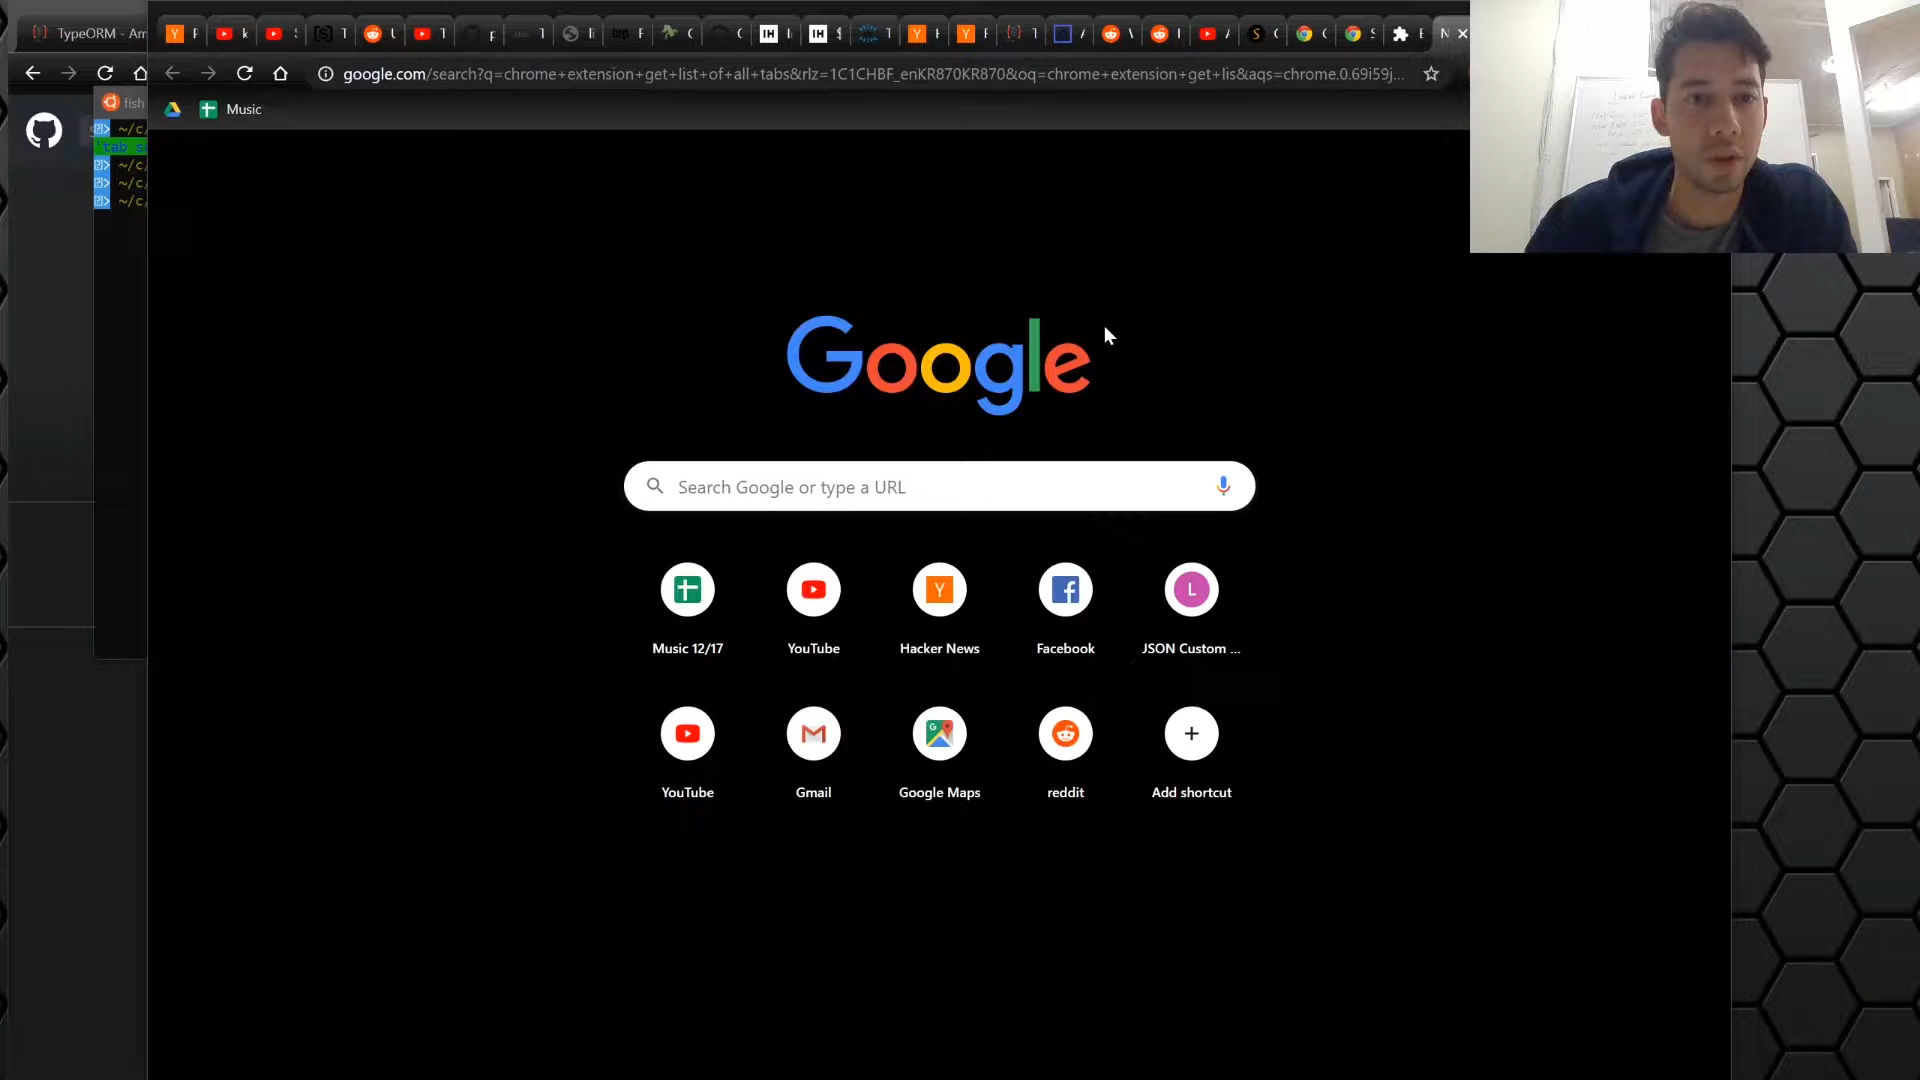 TypeORM - Am
google.com/search?q=chrome+extension+get+list+of+all+tabs&rlz=1C1CHBF_enKR870KR870&oq=chrome+extension+get+lis&aqs=chrome.0.69i59j...
Music
fish
~/c/
'tab s
~/c/
~/c/
~/c/
Google
Search Google or type a URL
Music 12/17
YouTube
Hacker News
Facebook
L
JSON Custom ...
YouTube
Gmail
Google Maps
reddit
Add shortcut